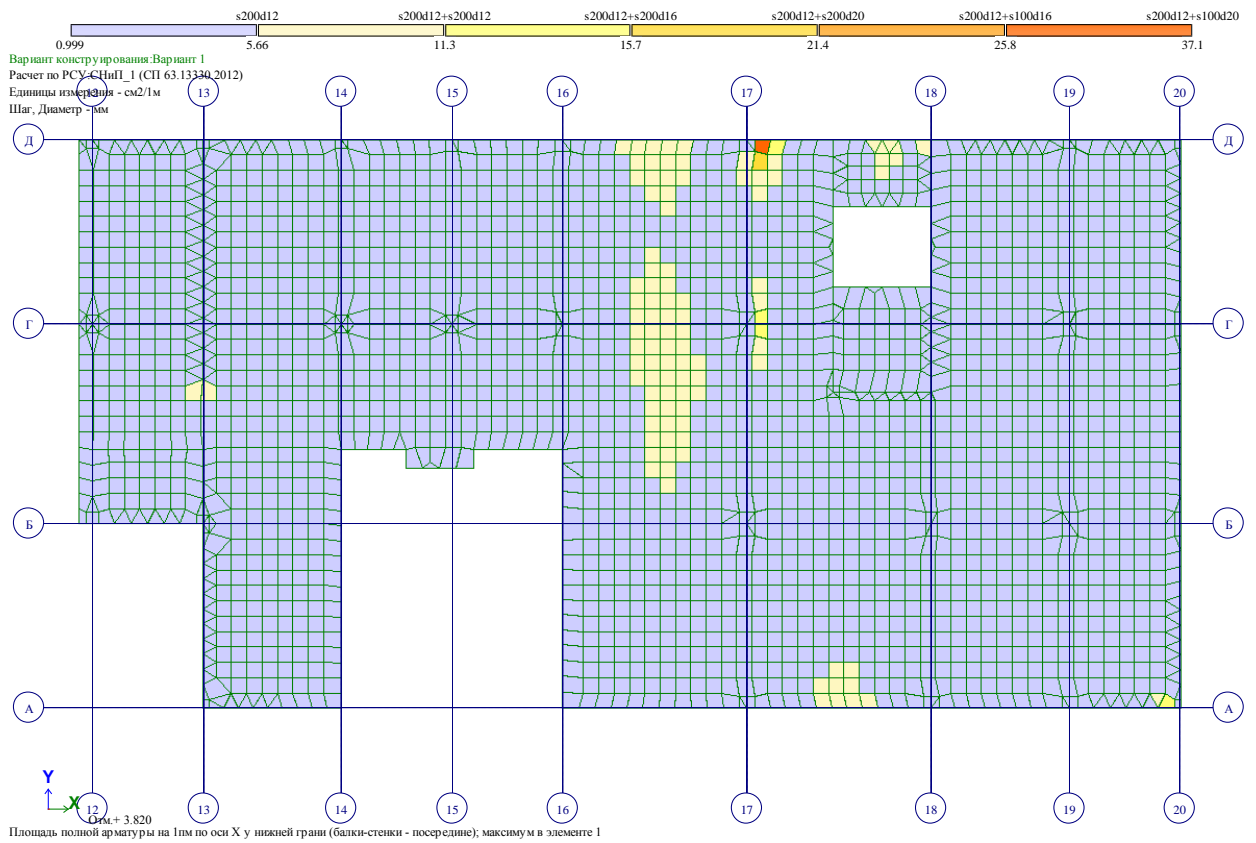 s200d12 s200d12+s200d12 s200d12+s200d16 s200d12+s200d20 s200d12+s100d16 s200d12+s100d20
0.999 5.66 11.3 15.7 21.4 25.8 37.1
Вариант конструирования:Вариант 1
Расчет по РСУ:СНиП_1 (СП 63.13330.2012)
Единицы измерения - см2/1м
Шаг, Диаметр - мм
12 13 14 15 16 17 18 19 20
Д Д
Г Г
Б Б
А А
Y
X
12 13 14 15 16 17 18 19 20
Отм.+ 3.820
Площадь полной арматуры на 1пм по оси X у нижней грани (балки-стенки - посередине); максимум в элементе 1